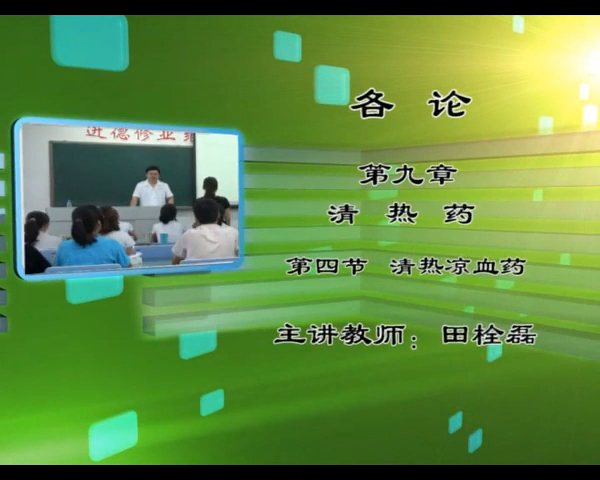 进德修业
各 论
第九章
清 热 药
第四节 清热凉血药
主讲教师：田栓磊